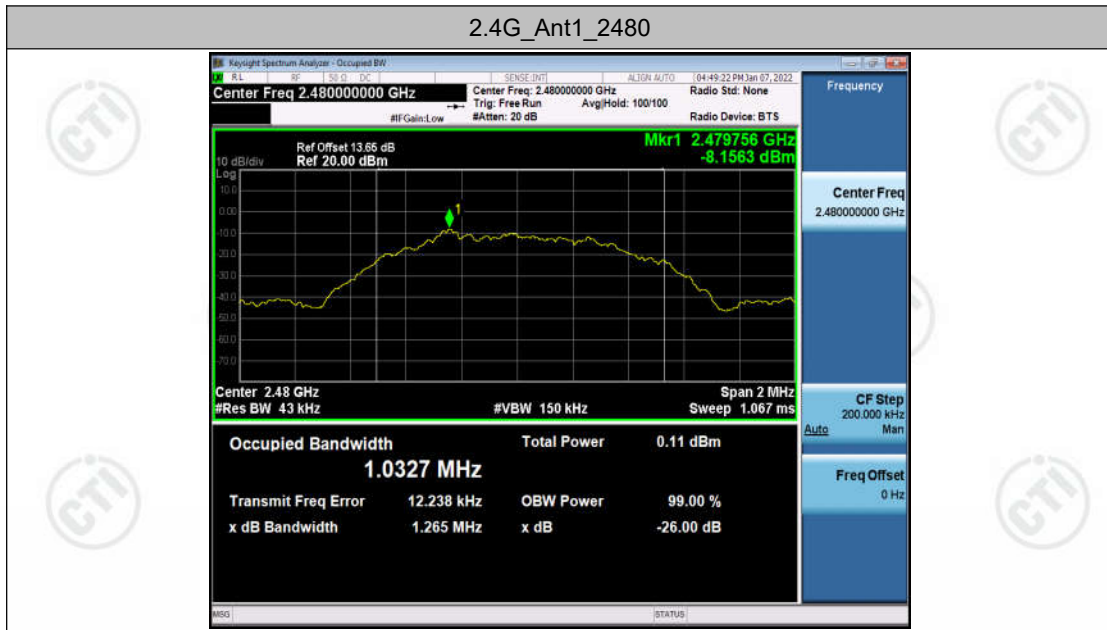 2.4G_Ant1_2480
Keysight Spectrum Analyzer - Occupied BW
RL RF 50 Ω DC SENSE:INT ALIGN AUTO 04:49:22 PM Jan 07, 2022
Center Freq 2.480000000 GHz Center Freq: 2.480000000 GHz Radio Std: None
Trig: Free Run Avg|Hold: 100/100
#IFGain:Low #Atten: 20 dB Radio Device: BTS
Frequency
Mkr1 2.479756 GHz
-8.1563 dBm
Ref Offset 13.65 dB
10 dB/div Ref 20.00 dBm
Log
10.0
0.00
-10.0
-20.0
-30.0
-40.0
-50.0
-60.0
-70.0
1
Center 2.48 GHz Span 2 MHz
#Res BW 43 kHz #VBW 150 kHz Sweep 1.067 ms
Occupied Bandwidth Total Power 0.11 dBm
1.0327 MHz
Transmit Freq Error 12.238 kHz OBW Power 99.00 %
x dB Bandwidth 1.265 MHz x dB -26.00 dB
Center Freq
2.480000000 GHz
CF Step
200.000 kHz
Auto Man
Freq Offset
0 Hz
MSG STATUS
CTI
CTI
CTI
CTI